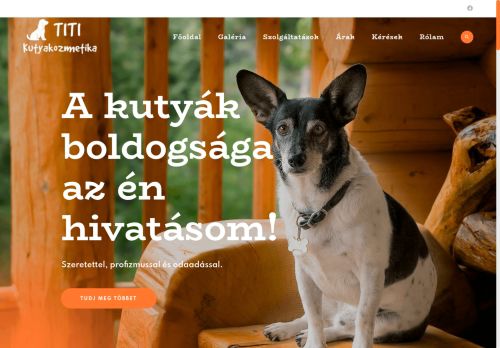 TITI
Kutyakozmetika
Főoldal Galéria Szolgáltatások Árak Kérések Rólam
A kutyák
boldogsága
az én
hivatásom!
Szeretettel, profizmussal és odaadással.
TUDJ MEG TÖBBET